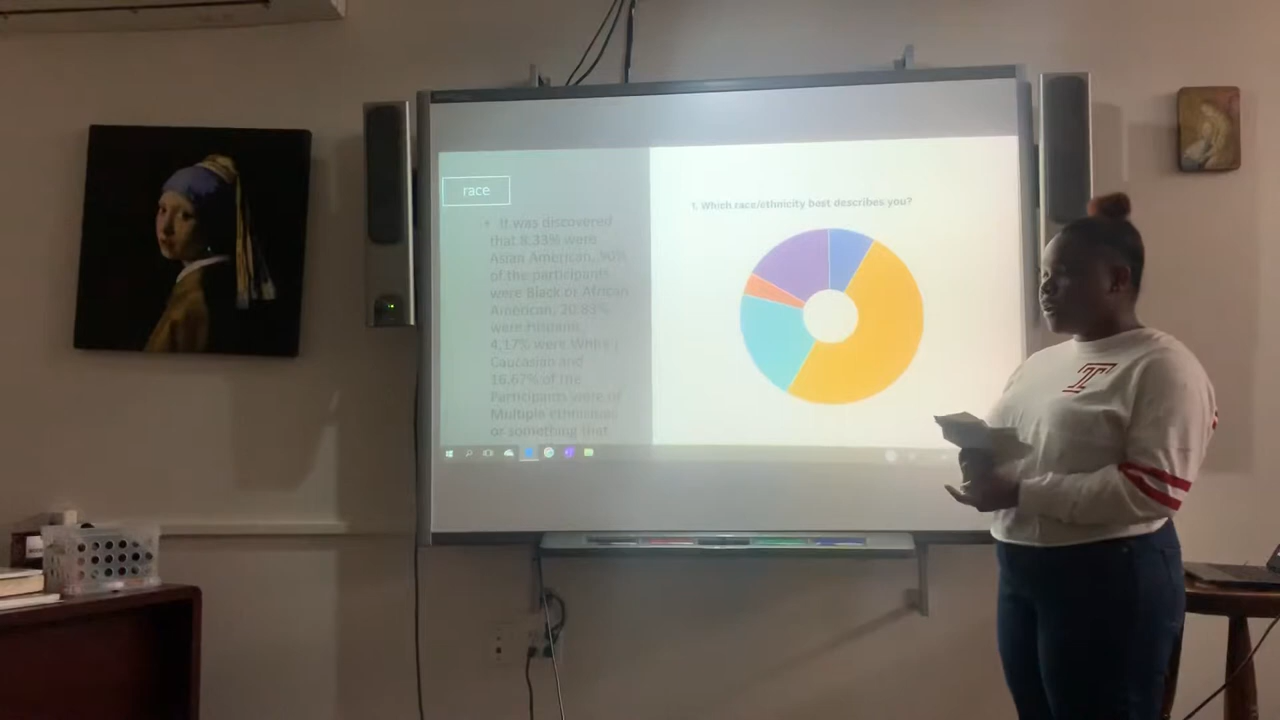 race
• It was discovered
that 8.33% were
Asian American, 50%
of the participants
were Black or African
American, 20.83%
were Hispanic
4.17% were White |
Caucasian and
16.67% of the
Participants were of
Multiple ethnicities
or something that
1. Which race/ethnicity best describes you?
T